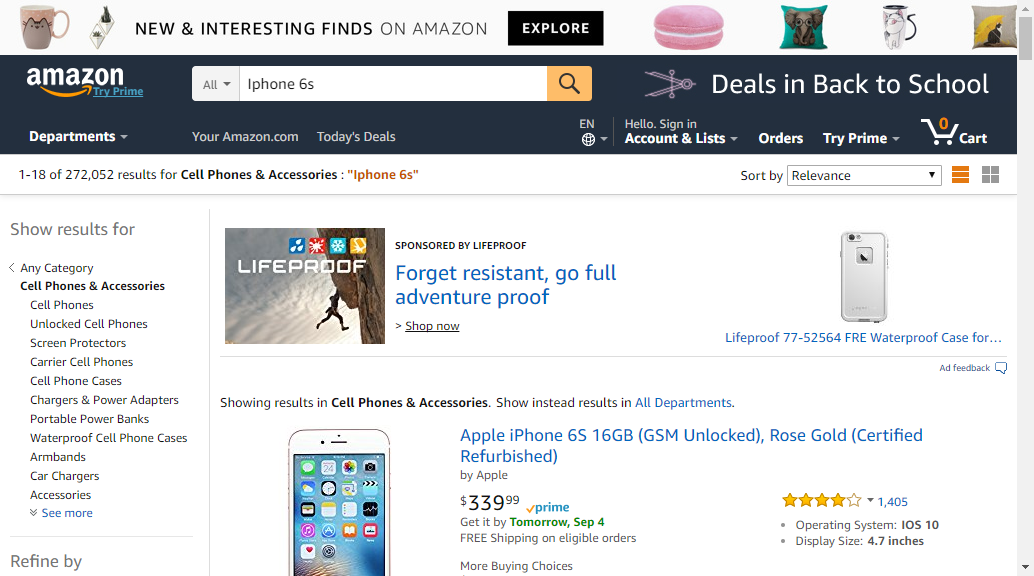 NEW & INTERESTING FINDS ON AMAZON EXPLORE
amazon
Try Prime
All Iphone 6s
Deals in Back to School
Departments
Your Amazon.com Today's Deals
EN
Hello. Sign in
Account & Lists
Orders
Try Prime
0
Cart
1-18 of 272,052 results for Cell Phones & Accessories : "Iphone 6s"
Sort by Relevance
Show results for
Any Category
Cell Phones & Accessories
Cell Phones
Unlocked Cell Phones
Screen Protectors
Carrier Cell Phones
Cell Phone Cases
Chargers & Power Adapters
Portable Power Banks
Waterproof Cell Phone Cases
Armbands
Car Chargers
Accessories
See more
Refine by
LIFEPROOF
SPONSORED BY LIFEPROOF
Forget resistant, go full
adventure proof
> Shop now
Lifeproof 77-52564 FRE Waterproof Case for…
Ad feedback
Showing results in Cell Phones & Accessories. Show instead results in All Departments.
Apple iPhone 6S 16GB (GSM Unlocked), Rose Gold (Certified
Refurbished)
by Apple
$33999 prime
Get it by Tomorrow, Sep 4
FREE Shipping on eligible orders
More Buying Choices
1,405
Operating System: IOS 10
Display Size: 4.7 inches